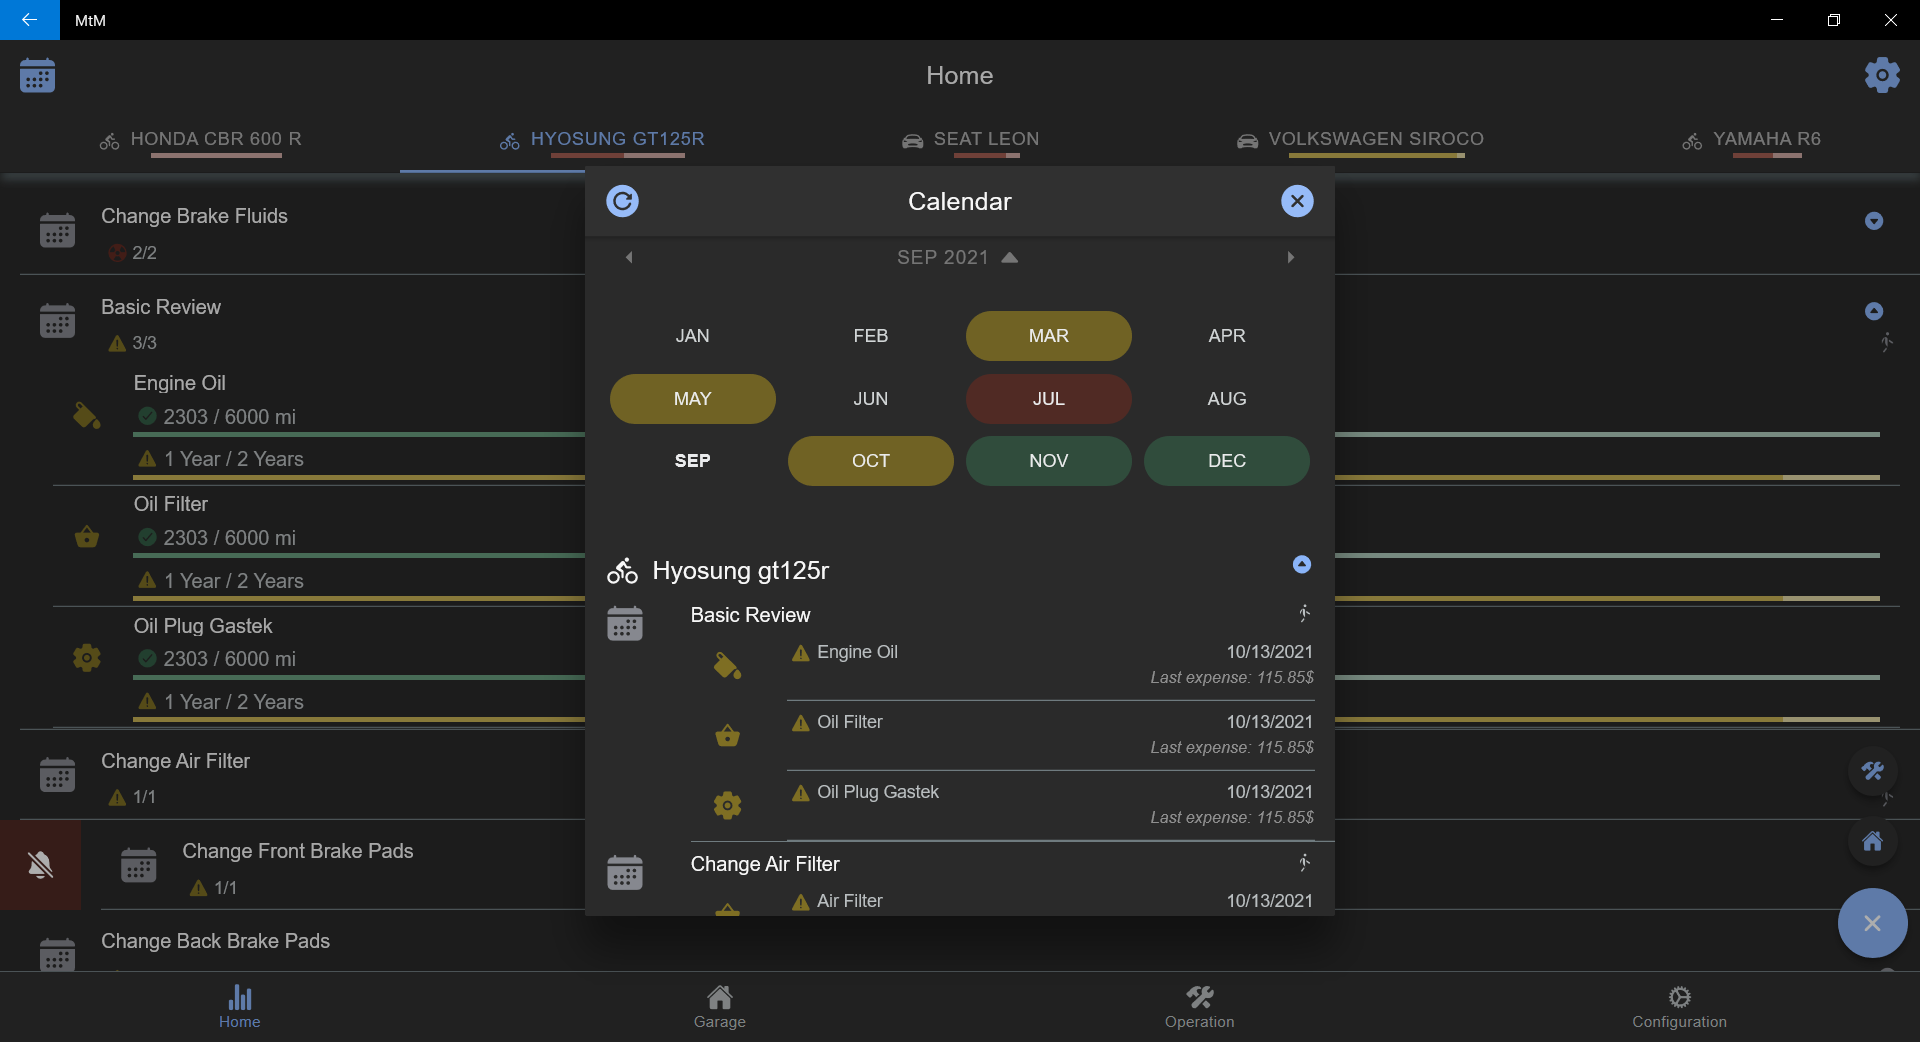 MtM
Home
HONDA CBR 600 R
HYOSUNG GT125R
SEAT LEON
VOLKSWAGEN SIROCO
YAMAHA R6
Change Brake Fluids
2/2
Basic Review
3/3
Engine Oil
2303 / 6000 mi
1 Year / 2 Years
Oil Filter
2303 / 6000 mi
1 Year / 2 Years
Oil Plug Gastek
2303 / 6000 mi
1 Year / 2 Years
Change Air Filter
1/1
Change Front Brake Pads
1/1
Change Back Brake Pads
Calendar
SEP 2021
JAN FEB MAR APR
MAY JUN JUL AUG
SEP OCT NOV DEC
Hyosung gt125r
Basic Review
Engine Oil 10/13/2021
Last expense: 115.85$
Oil Filter 10/13/2021
Last expense: 115.85$
Oil Plug Gastek 10/13/2021
Last expense: 115.85$
Change Air Filter
Air Filter 10/13/2021
Home
Garage
Operation
Configuration